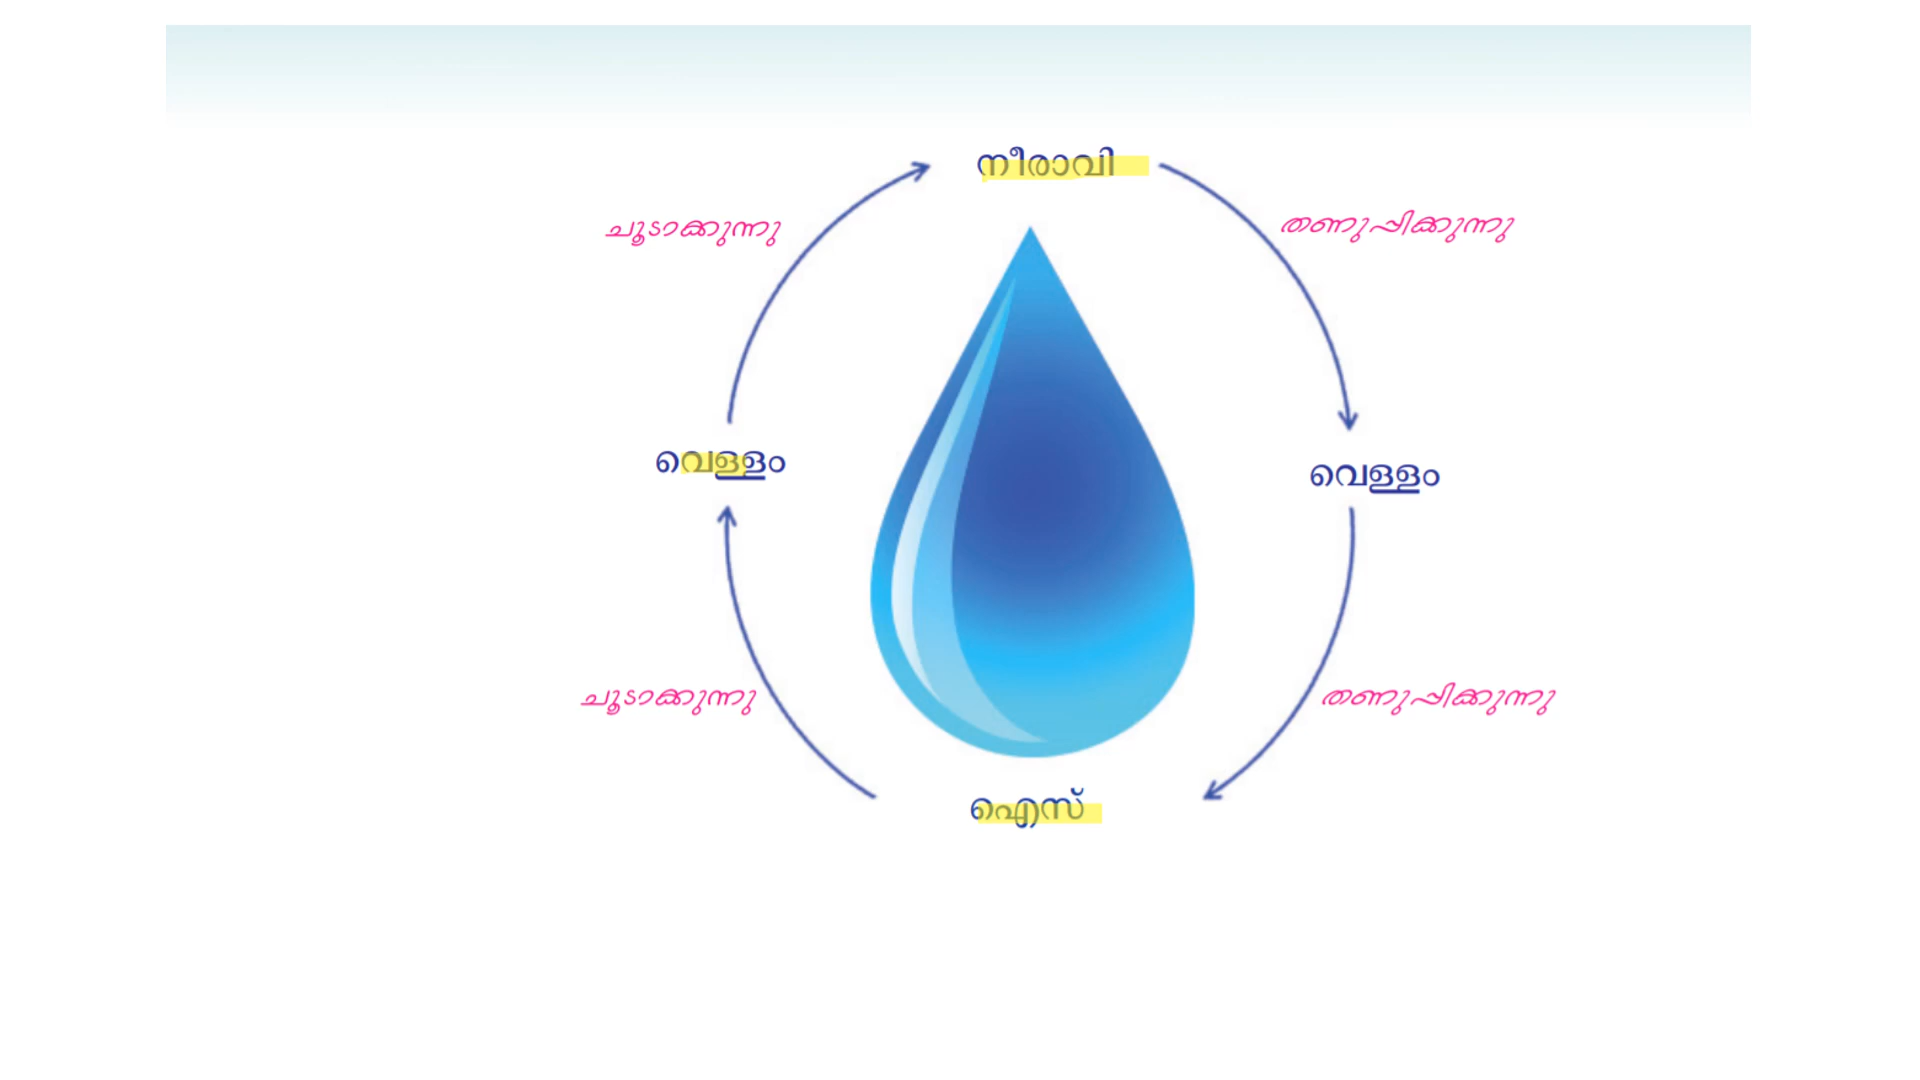 നീരാവി
ചൂടാക്കുന്നു
തണുപ്പിക്കുന്നു
വെള്ളം
വെള്ളം
ചൂടാക്കുന്നു
തണുപ്പിക്കുന്നു
ഐസ്